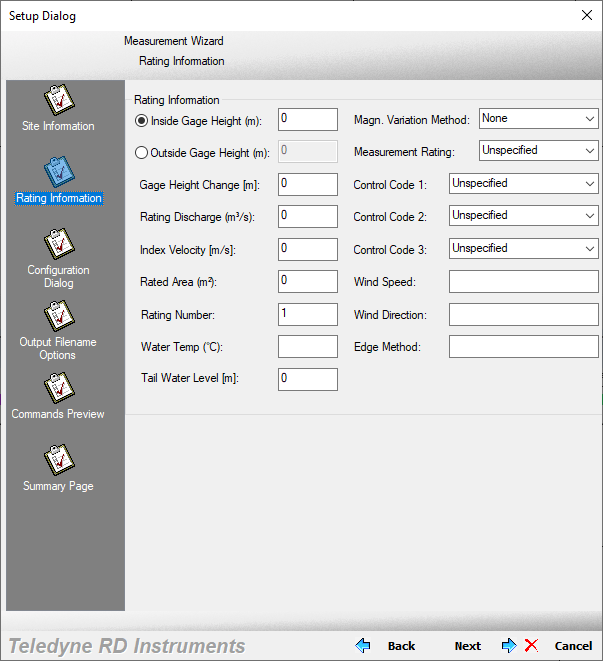 Setup Dialog
Measurement Wizard
Rating Information
Site Information
Rating Information
Configuration
Dialog
Output Filename
Options
Commands Preview
Summary Page
Rating Information
Inside Gage Height (m): 0
Outside Gage Height (m): 0
Gage Height Change [m]: 0
Rating Discharge (m³/s): 0
Index Velocity [m/s]: 0
Rated Area (m²): 0
Rating Number: 1
Water Temp (°C):
Tail Water Level [m]: 0
Magn. Variation Method: None
Measurement Rating: Unspecified
Control Code 1: Unspecified
Control Code 2: Unspecified
Control Code 3: Unspecified
Wind Speed:
Wind Direction:
Edge Method:
Teledyne RD Instruments
Back Next Cancel